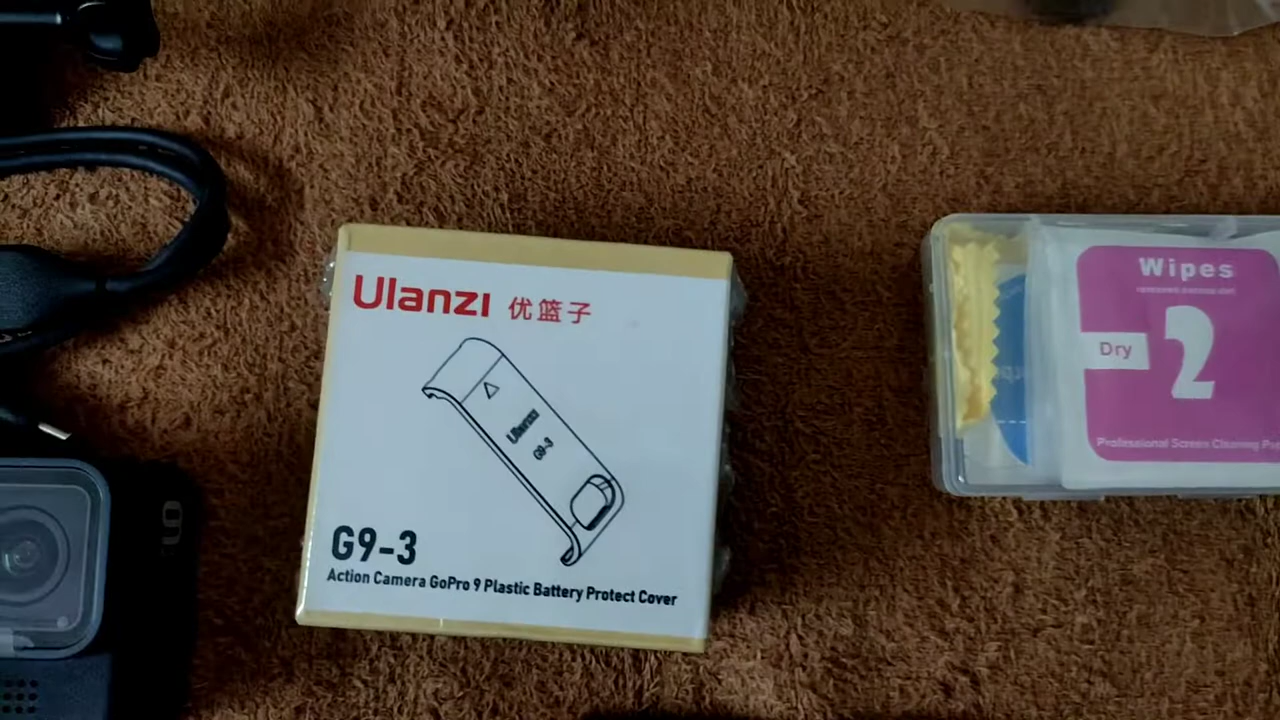 Ulanzi 优篮子
Ulanzi
G9-3
G9-3
Action Camera GoPro 9 Plastic Battery Protect Cover
Wipes
Dry
2
Professional Screen Cleaning
9